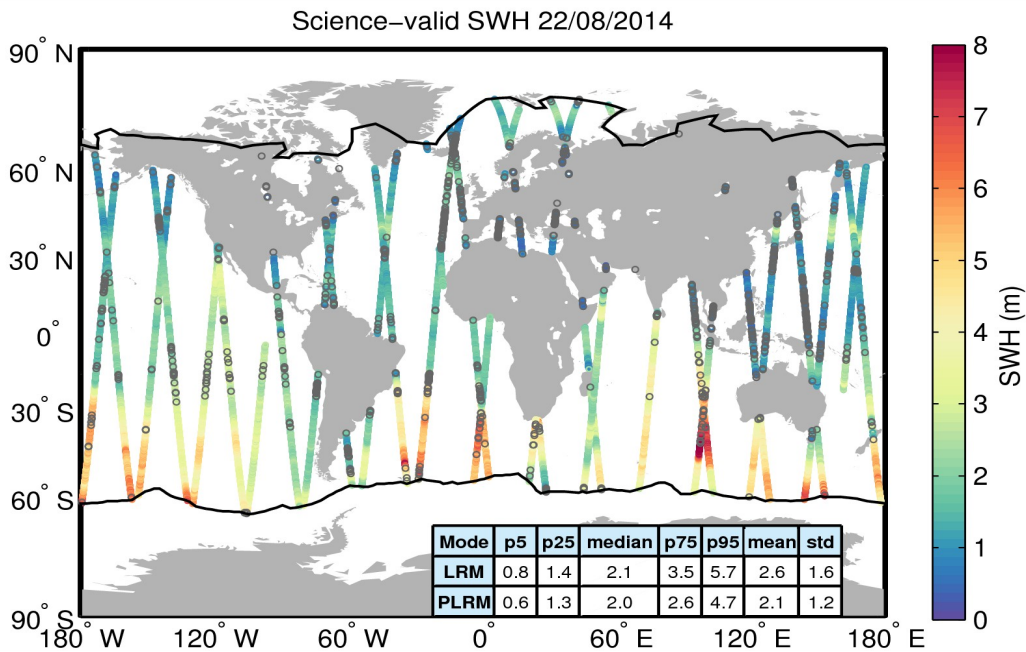 Science−valid SWH 22/08/2014
90° N
60° N
30° N
0°
30° S
60° S
90° S
180° W
120° W
60° W
0°
60° E
120° E
180° E
8
7
6
5
4
3
2
1
0
SWH (m)
Mode p5 p25 median p75 p95 mean std
LRM 0.8 1.4 2.1 3.5 5.7 2.6 1.6
PLRM 0.6 1.3 2.0 2.6 4.7 2.1 1.2